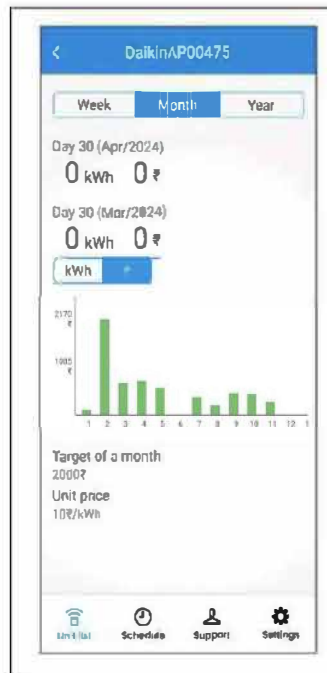 DaikinAP00475
Week Month Year
Day 30 (Apr/2024)
0 kWh 0 ₹
Day 30 (Mar/2024)
0 kWh 0 ₹
kWh
2170
₹
1085
₹
1 2 3 4 5 6 7 8 9 10 11 12 1
Target of a month
2000₹
Unit price
10₹/kWh
Unit list Schedule Support Settings